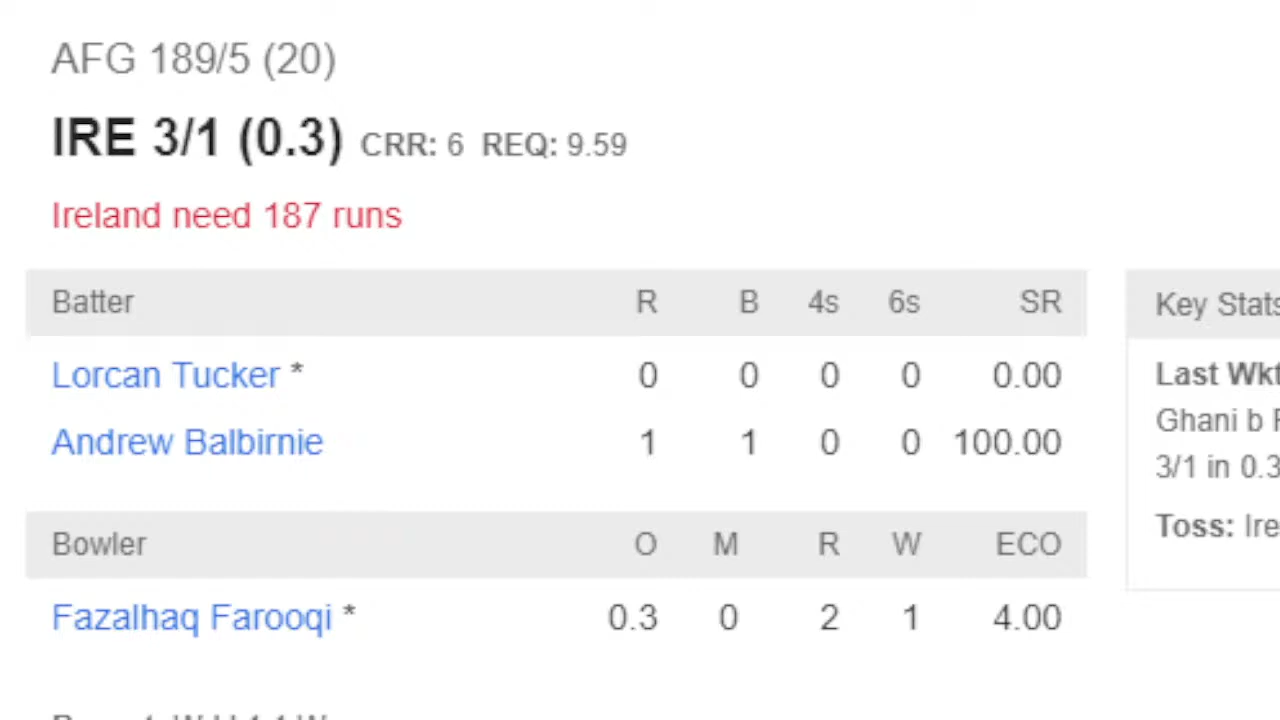 AFG 189/5 (20)
IRE 3/1 (0.3) CRR: 6 REQ: 9.59
Ireland need 187 runs
Batter R B 4s 6s SR
Lorcan Tucker * 0 0 0 0 0.00
Andrew Balbirnie 1 1 0 0 100.00
Bowler O M R W ECO
Fazalhaq Farooqi * 0.3 0 2 1 4.00
Key Stats
Last Wkt
Ghani b
3/1 in 0.3
Toss: Ire